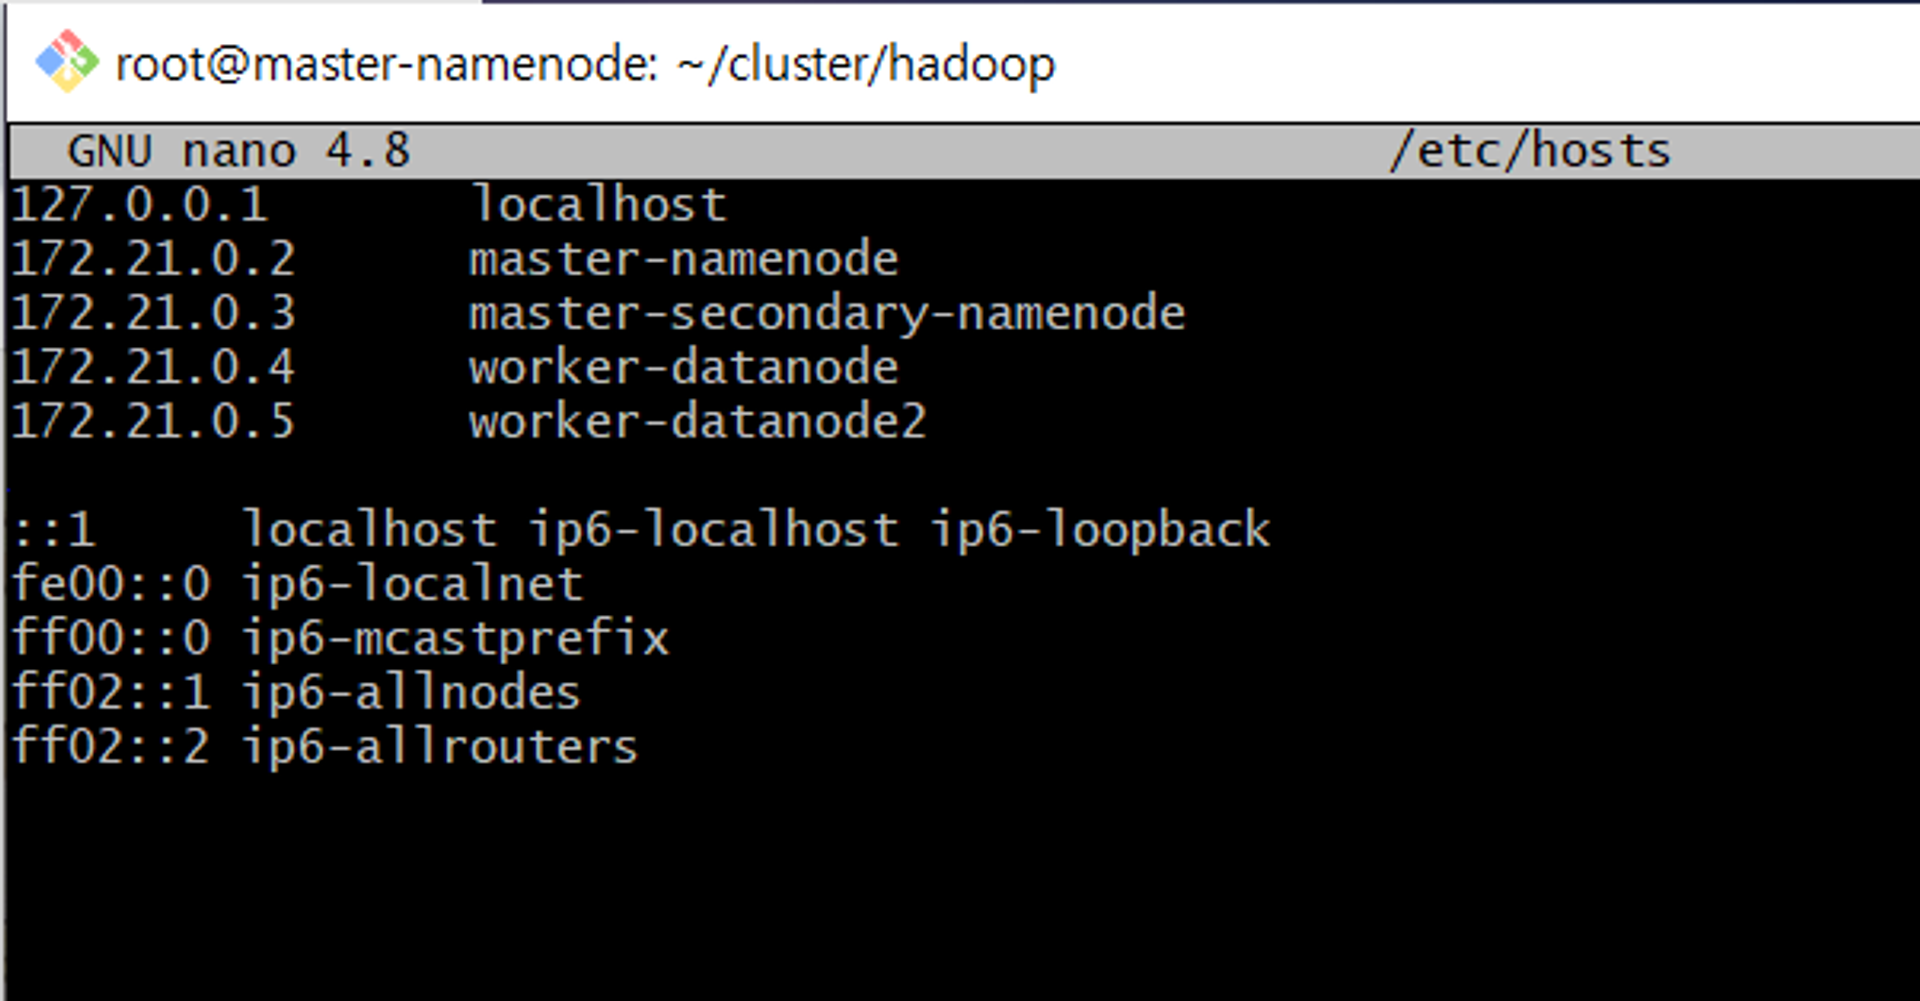 root@master-namenode: ~/cluster/hadoop
GNU nano 4.8 /etc/hosts
127.0.0.1 localhost
172.21.0.2 master-namenode
172.21.0.3 master-secondary-namenode
172.21.0.4 worker-datanode
172.21.0.5 worker-datanode2
::1 localhost ip6-localhost ip6-loopback
fe00::0 ip6-localnet
ff00::0 ip6-mcastprefix
ff02::1 ip6-allnodes
ff02::2 ip6-allrouters